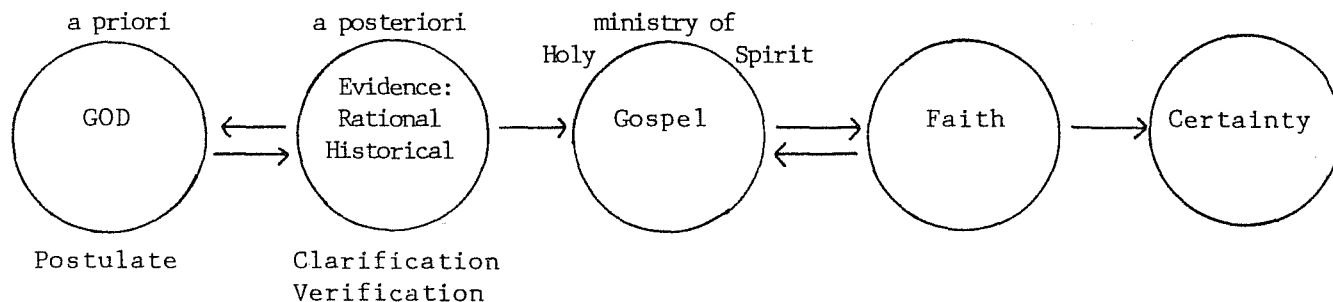 a priori
a posteriori
ministry of
Holy Spirit
GOD
Evidence:
Rational
Historical
Gospel
Faith
Certainty
Postulate
Clarification
Verification